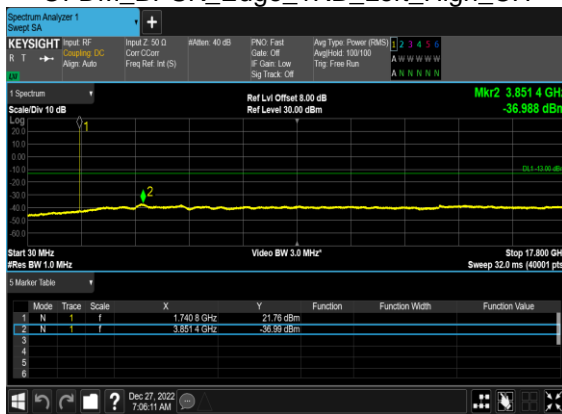 Spectrum Analyzer 1
Swept SA
+
KEYSIGHT
R T
Input: RF
Coupling: DC
Align: Auto
Input Z: 50 Ω
Corr CCorr
Freq Ref: Int (S)
#Atten: 40 dB
PNO: Fast
Gate: Off
IF Gain: Low
Sig Track: Off
Avg Type: Power (RMS)
Avg|Hold: 100/100
Trig: Free Run
1 2 3 4 5 6
A W W W W W
A N N N N N
LU
1 Spectrum
Scale/Div 10 dB
Ref Lvl Offset 8.00 dB
Ref Level 30.00 dBm
Mkr2 3.851 4 GHz
-36.988 dBm
Log
20.0
10.0
0.00
-10.0
-20.0
-30.0
-40.0
-50.0
-60.0
1
2
DL1 -13.00 dBm
Start 30 MHz
#Res BW 1.0 MHz
Video BW 3.0 MHz*
Stop 17.800 GHz
Sweep 32.0 ms (40001 pts)
5 Marker Table
Mode Trace Scale X Y Function Function Width Function Value
1 N 1 f 1.740 8 GHz 21.76 dBm
2 N 1 f 3.851 4 GHz -36.99 dBm
3
4
5
6
?
Dec 27, 2022
7:06:11 AM